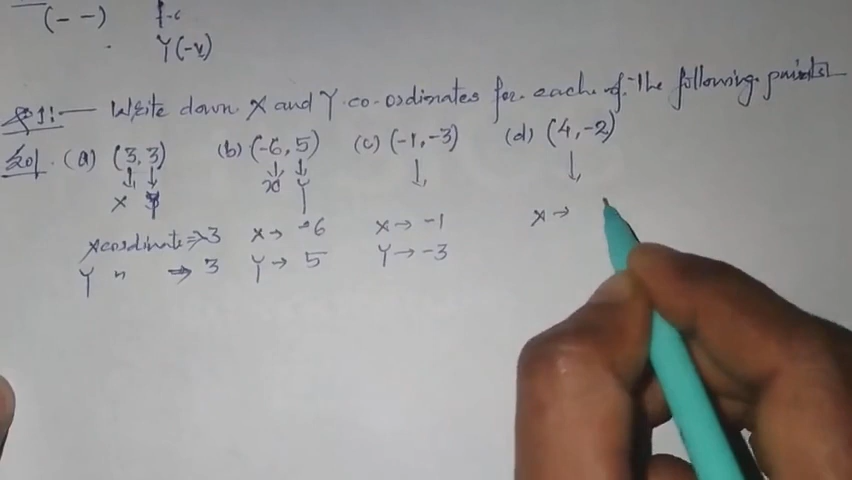 (- -)
Y(-v)
Q1:- Write down X and Y co-ordinates for each of the following points
Sol. (a) (3,3) (b) (-6,5) (c) (-1,-3) (d) (4,-2)
↓ ↓ ↓ ↓ ↓ ↓
X Y x Y
x coordinate → 3 x → -6 x → -1 x →
Y " → 3 Y → 5 Y → -3